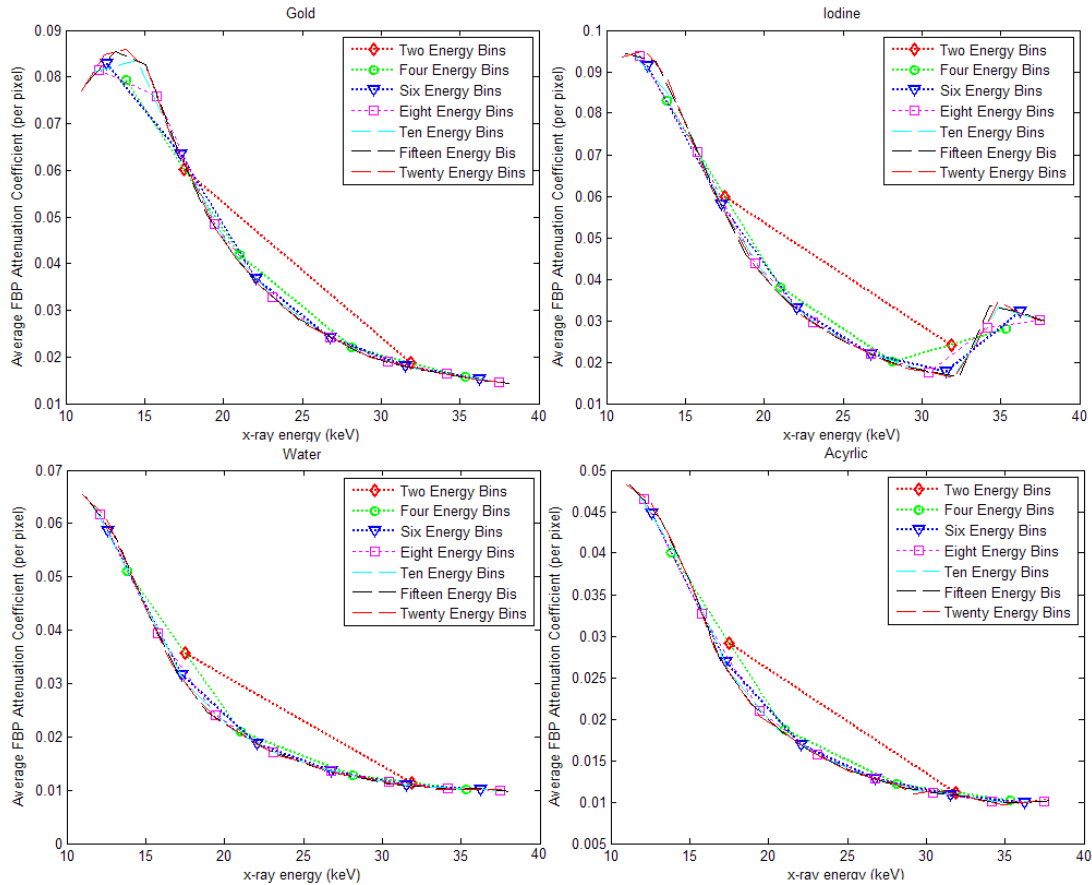 Gold
Average FBP Attenuation Coefficient (per pixel)
0.09
0.08
0.07
0.06
0.05
0.04
0.03
0.02
0.01
10 15 20 25 30 35 40
x-ray energy (keV)
Two Energy Bins
Four Energy Bins
Six Energy Bins
Eight Energy Bins
Ten Energy Bins
Fifteen Energy Bis
Twenty Energy Bins
Iodine
Average FBP Attenuation Coefficient (per pixel)
0.1
0.09
0.08
0.07
0.06
0.05
0.04
0.03
0.02
0.01
10 15 20 25 30 35 40
x-ray energy (keV)
Two Energy Bins
Four Energy Bins
Six Energy Bins
Eight Energy Bins
Ten Energy Bins
Fifteen Energy Bis
Twenty Energy Bins
Water
Average FBP Attenuation Coefficient (per pixel)
0.07
0.06
0.05
0.04
0.03
0.02
0.01
0
10 15 20 25 30 35 40
x-ray energy (keV)
Two Energy Bins
Four Energy Bins
Six Energy Bins
Eight Energy Bins
Ten Energy Bins
Fifteen Energy Bis
Twenty Energy Bins
Acyrlic
Average FBP Attenuation Coefficient (per pixel)
0.05
0.045
0.04
0.035
0.03
0.025
0.02
0.015
0.01
0.005
10 15 20 25 30 35 40
x-ray energy (keV)
Two Energy Bins
Four Energy Bins
Six Energy Bins
Eight Energy Bins
Ten Energy Bins
Fifteen Energy Bis
Twenty Energy Bins